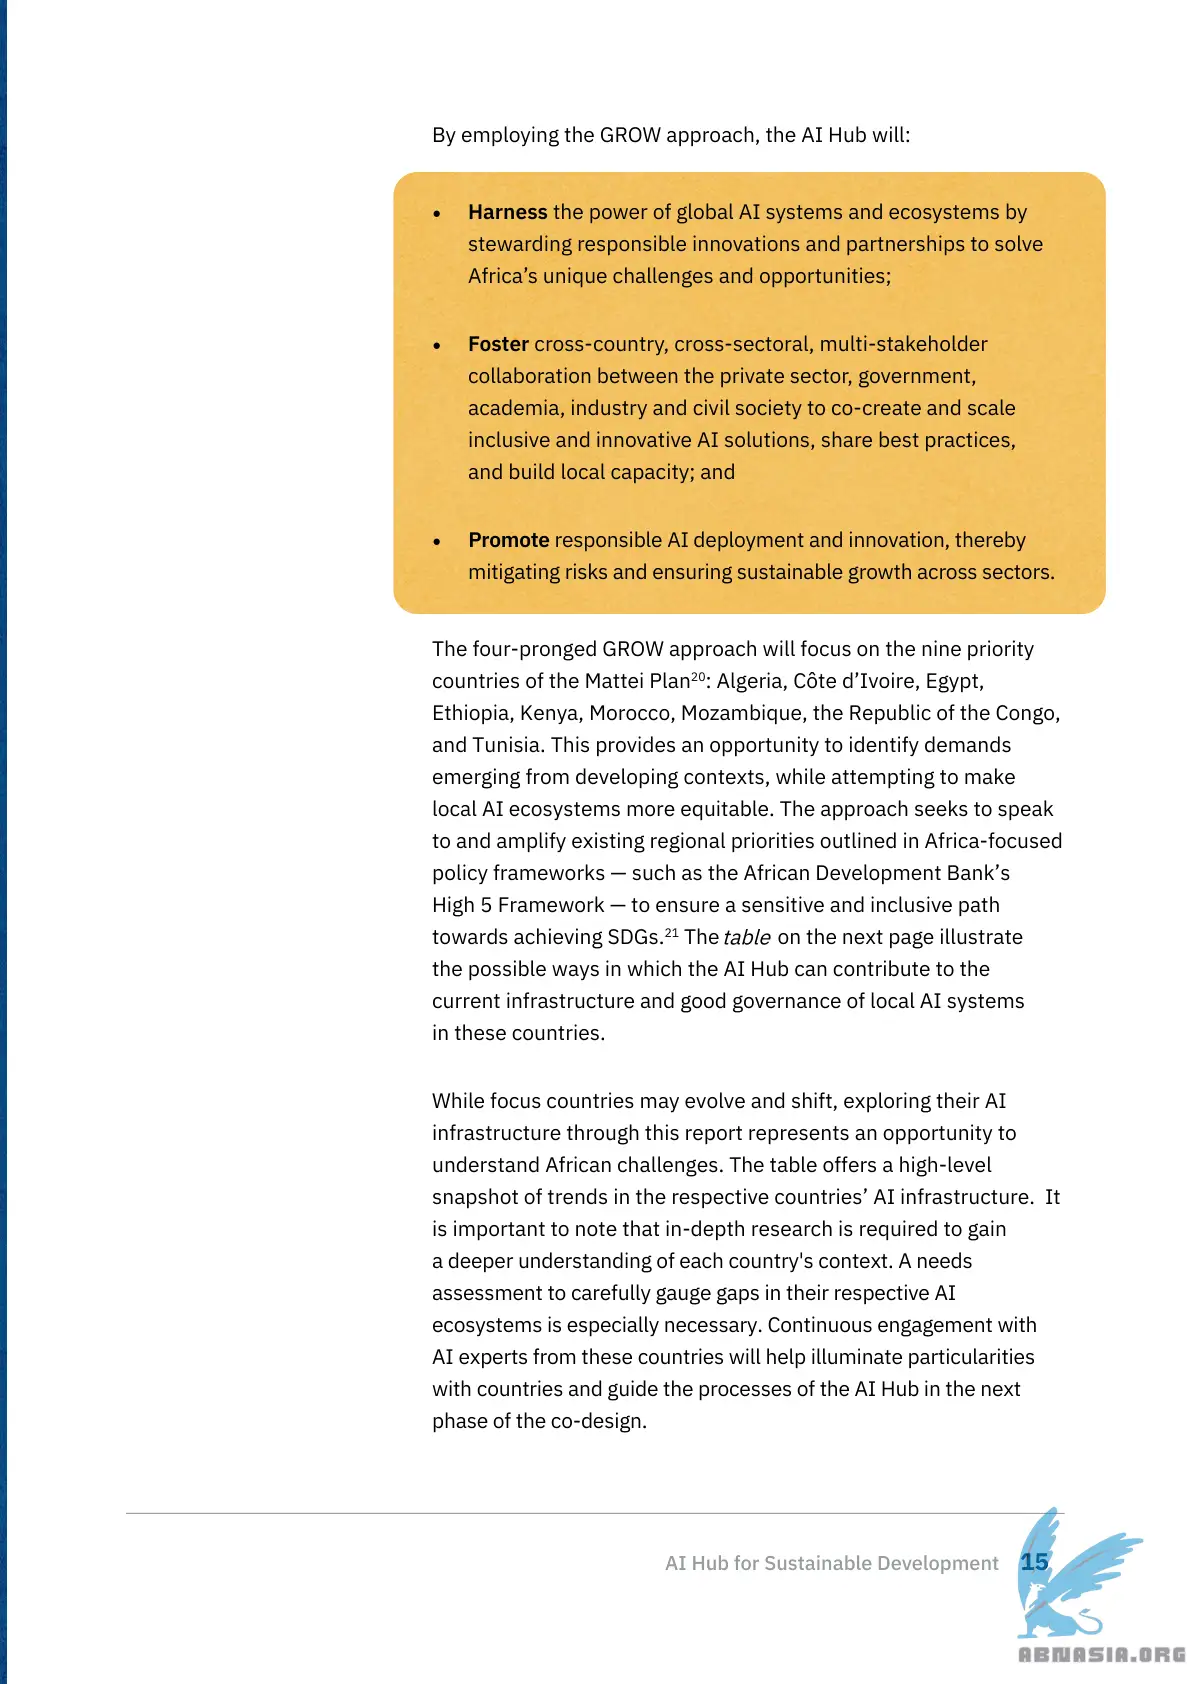 By employing the GROW approach, the AI Hub will:
• Harness the power of global AI systems and ecosystems by
stewarding responsible innovations and partnerships to solve
Africa’s unique challenges and opportunities;
• Foster cross-country, cross-sectoral, multi-stakeholder
collaboration between the private sector, government,
academia, industry and civil society to co-create and scale
inclusive and innovative AI solutions, share best practices,
and build local capacity; and
• Promote responsible AI deployment and innovation, thereby
mitigating risks and ensuring sustainable growth across sectors.
The four-pronged GROW approach will focus on the nine priority
countries of the Mattei Plan²⁰: Algeria, Côte d’Ivoire, Egypt,
Ethiopia, Kenya, Morocco, Mozambique, the Republic of the Congo,
and Tunisia. This provides an opportunity to identify demands
emerging from developing contexts, while attempting to make
local AI ecosystems more equitable. The approach seeks to speak
to and amplify existing regional priorities outlined in Africa-focused
policy frameworks — such as the African Development Bank’s
High 5 Framework — to ensure a sensitive and inclusive path
towards achieving SDGs.²¹ The table on the next page illustrate
the possible ways in which the AI Hub can contribute to the
current infrastructure and good governance of local AI systems
in these countries.
While focus countries may evolve and shift, exploring their AI
infrastructure through this report represents an opportunity to
understand African challenges. The table offers a high-level
snapshot of trends in the respective countries’ AI infrastructure.  It
is important to note that in-depth research is required to gain
a deeper understanding of each country's context. A needs
assessment to carefully gauge gaps in their respective AI
ecosystems is especially necessary. Continuous engagement with
AI experts from these countries will help illuminate particularities
with countries and guide the processes of the AI Hub in the next
phase of the co-design.
AI Hub for Sustainable Development 15
ABNASIA.ORG